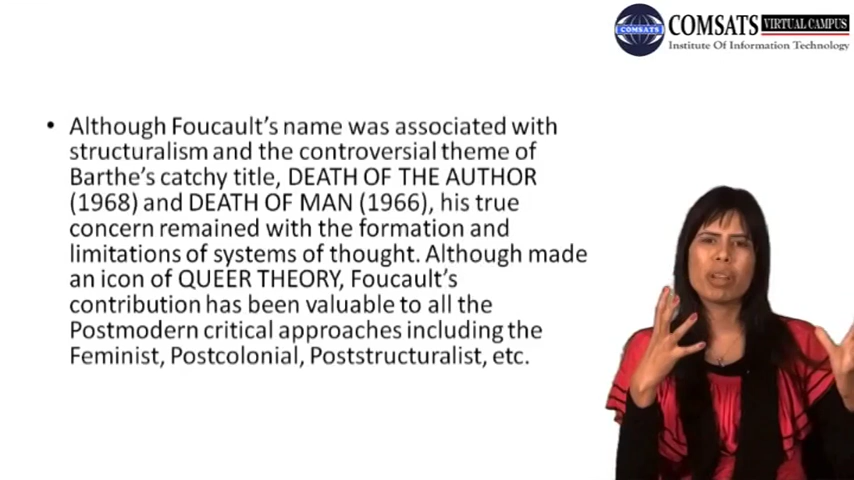 COMSATS VIRTUAL CAMPUS
Institute Of Information Technology
COMSATS
• Although Foucault's name was associated with
structuralism and the controversial theme of
Barthe's catchy title, DEATH OF THE AUTHOR
(1968) and DEATH OF MAN (1966), his true
concern remained with the formation and
limitations of systems of thought. Although made
an icon of QUEER THEORY, Foucault's
contribution has been valuable to all the
Postmodern critical approaches including the
Feminist, Postcolonial, Poststructuralist, etc.